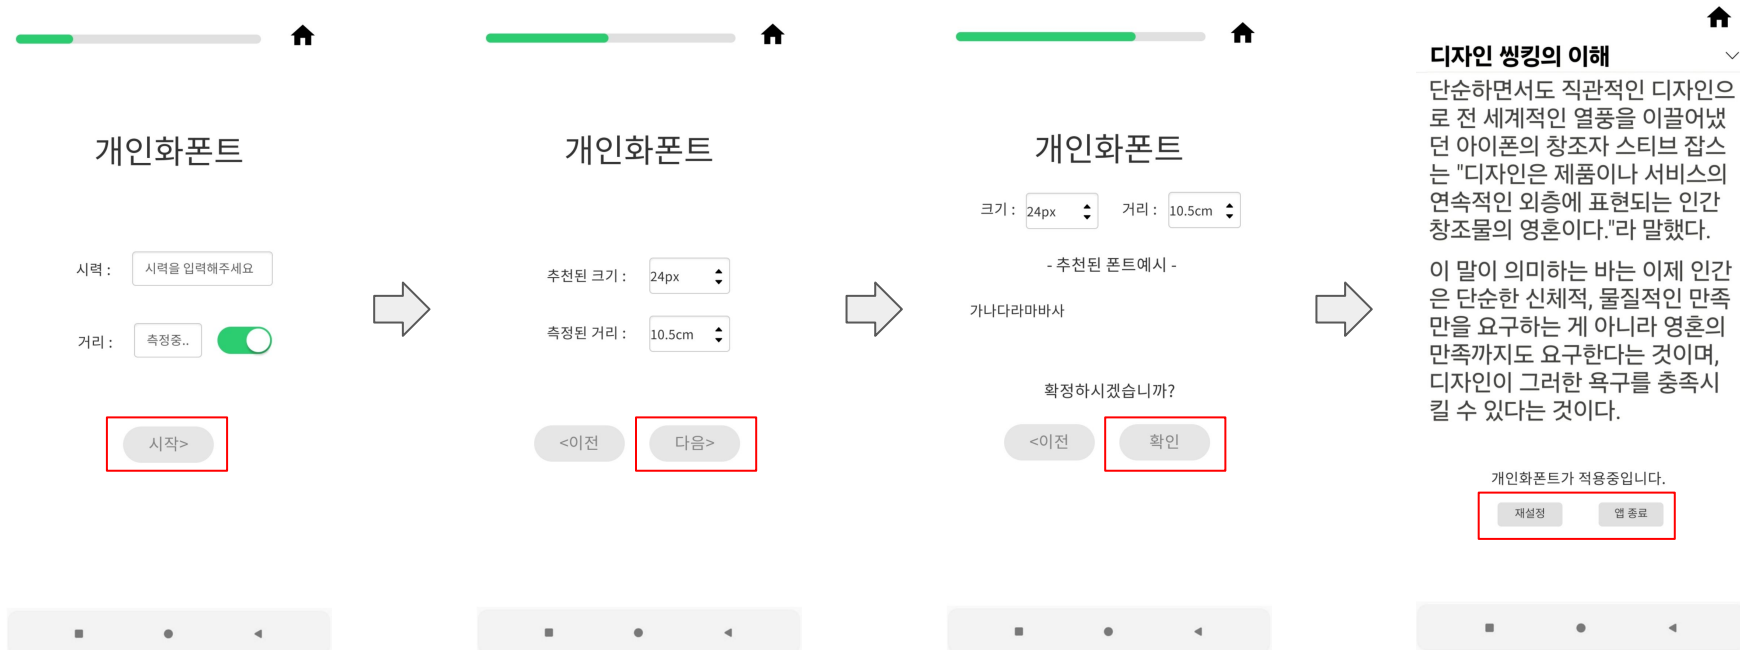 개인화폰트
시력 : 시력을 입력해주세요
거리 : 측정중..
시작>
개인화폰트
추천된 크기 : 24px
측정된 거리 : 10.5cm
<이전 다음>
개인화폰트
크기 : 24px 거리 : 10.5cm
- 추천된 폰트예시 -
가나다라마바사
확정하시겠습니까?
<이전 확인
디자인 씽킹의 이해
단순하면서도 직관적인 디자인으
로 전 세계적인 열풍을 이끌어냈
던 아이폰의 창조자 스티브 잡스
는 "디자인은 제품이나 서비스의
연속적인 외층에 표현되는 인간
창조물의 영혼이다."라 말했다.
이 말이 의미하는 바는 이제 인간
은 단순한 신체적, 물질적인 만족
만을 요구하는 게 아니라 영혼의
만족까지도 요구한다는 것이며,
디자인이 그러한 욕구를 충족시
킬 수 있다는 것이다.
개인화폰트가 적용중입니다.
재설정 앱 종료